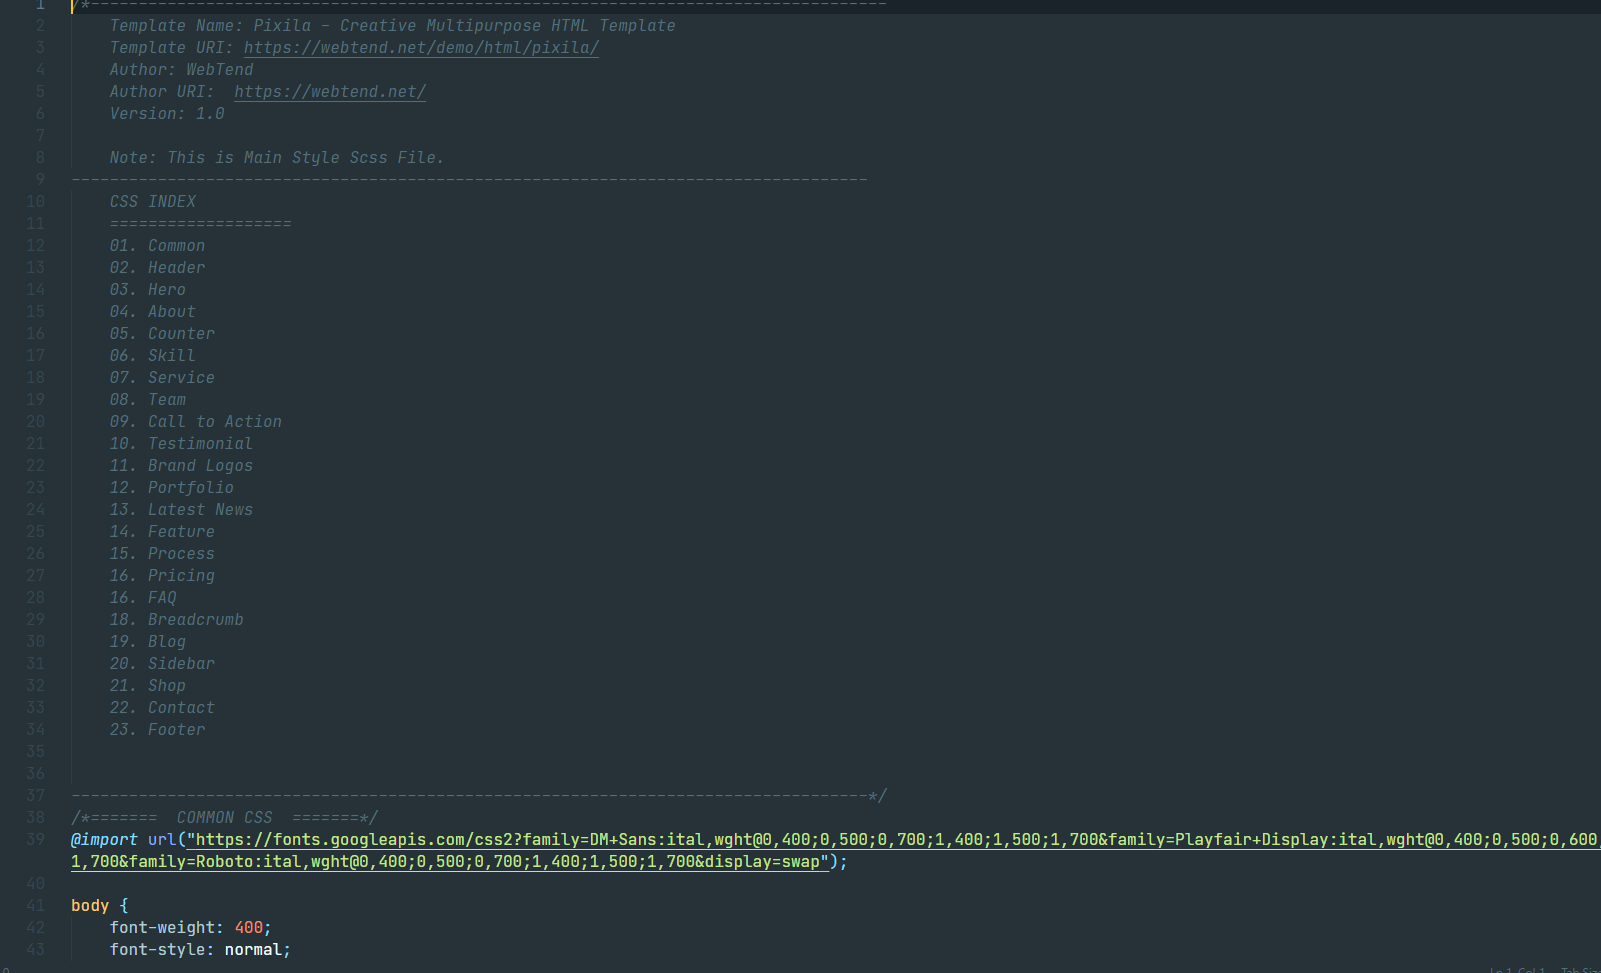 1 /*-----------------------------------------------------------------------------------
2 Template Name: Pixila - Creative Multipurpose HTML Template
3 Template URI: https://webtend.net/demo/html/pixila/
4 Author: WebTend
5 Author URI:  https://webtend.net/
6 Version: 1.0
7
8 Note: This is Main Style Scss File.
9 -----------------------------------------------------------------------------------
10 CSS INDEX
11 ===================
12 01. Common
13 02. Header
14 03. Hero
15 04. About
16 05. Counter
17 06. Skill
18 07. Service
19 08. Team
20 09. Call to Action
21 10. Testimonial
22 11. Brand Logos
23 12. Portfolio
24 13. Latest News
25 14. Feature
26 15. Process
27 16. Pricing
28 16. FAQ
29 18. Breadcrumb
30 19. Blog
31 20. Sidebar
32 21. Shop
33 22. Contact
34 23. Footer
35
36
37 -----------------------------------------------------------------------------------*/
38 /*=======  COMMON CSS  =======*/
39 @import url("https://fonts.googleapis.com/css2?family=DM+Sans:ital,wght@0,400;0,500;0,700;1,400;1,500;1,700&family=Playfair+Display:ital,wght@0,400;0,500;0,600;
1,700&family=Roboto:ital,wght@0,400;0,500;0,700;1,400;1,500;1,700&display=swap");
40
41 body {
42 font-weight: 400;
43 font-style: normal;